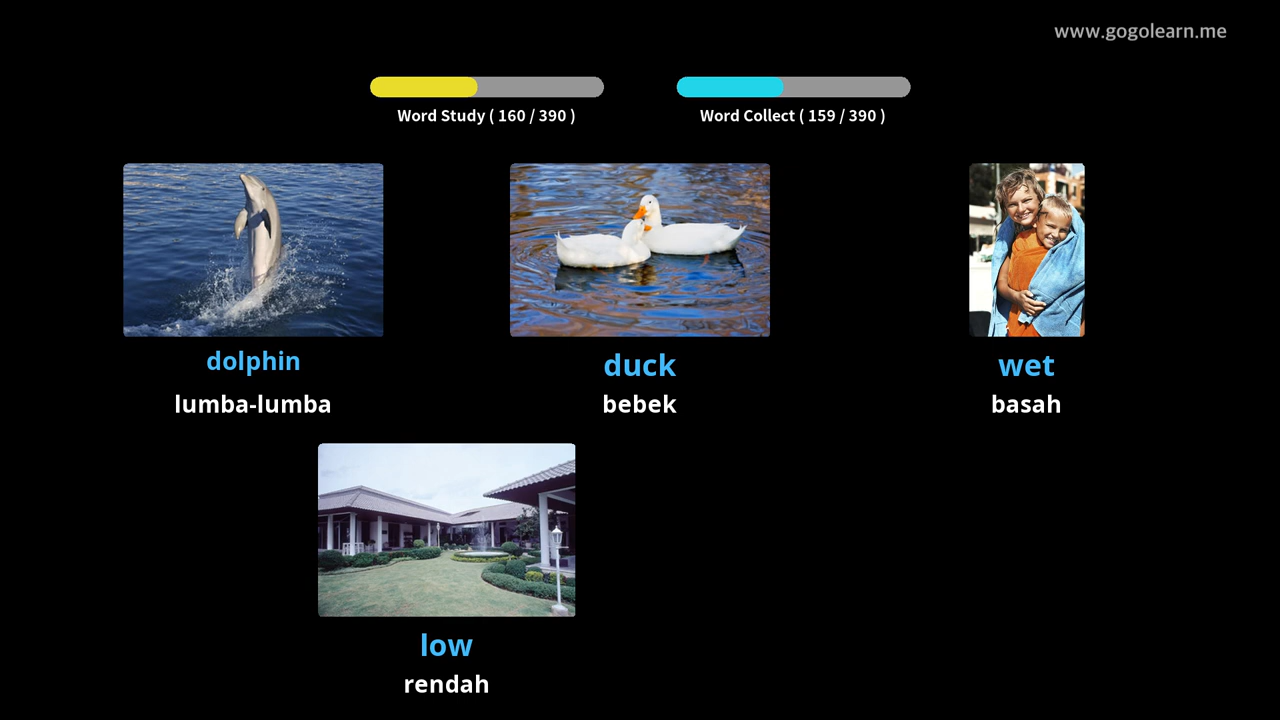 www.gogolearn.me
Word Study ( 160 / 390 )
Word Collect ( 159 / 390 )
dolphin
lumba-lumba
duck
bebek
wet
basah
low
rendah